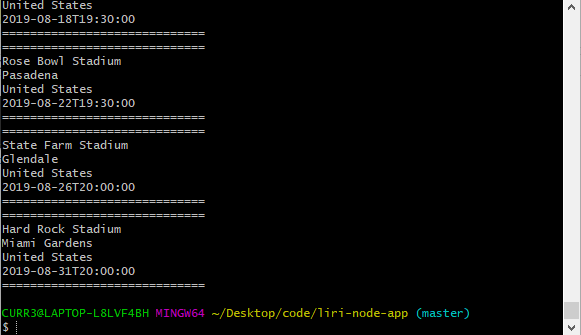 United States
2019-08-18T19:30:00
=============================
=============================
Rose Bowl Stadium
Pasadena
United States
2019-08-22T19:30:00
=============================
=============================
State Farm Stadium
Glendale
United States
2019-08-26T20:00:00
=============================
=============================
Hard Rock Stadium
Miami Gardens
United States
2019-08-31T20:00:00
=============================
CURR3@LAPTOP-L8LVF4BH MINGW64 ~/Desktop/code/liri-node-app (master)
$